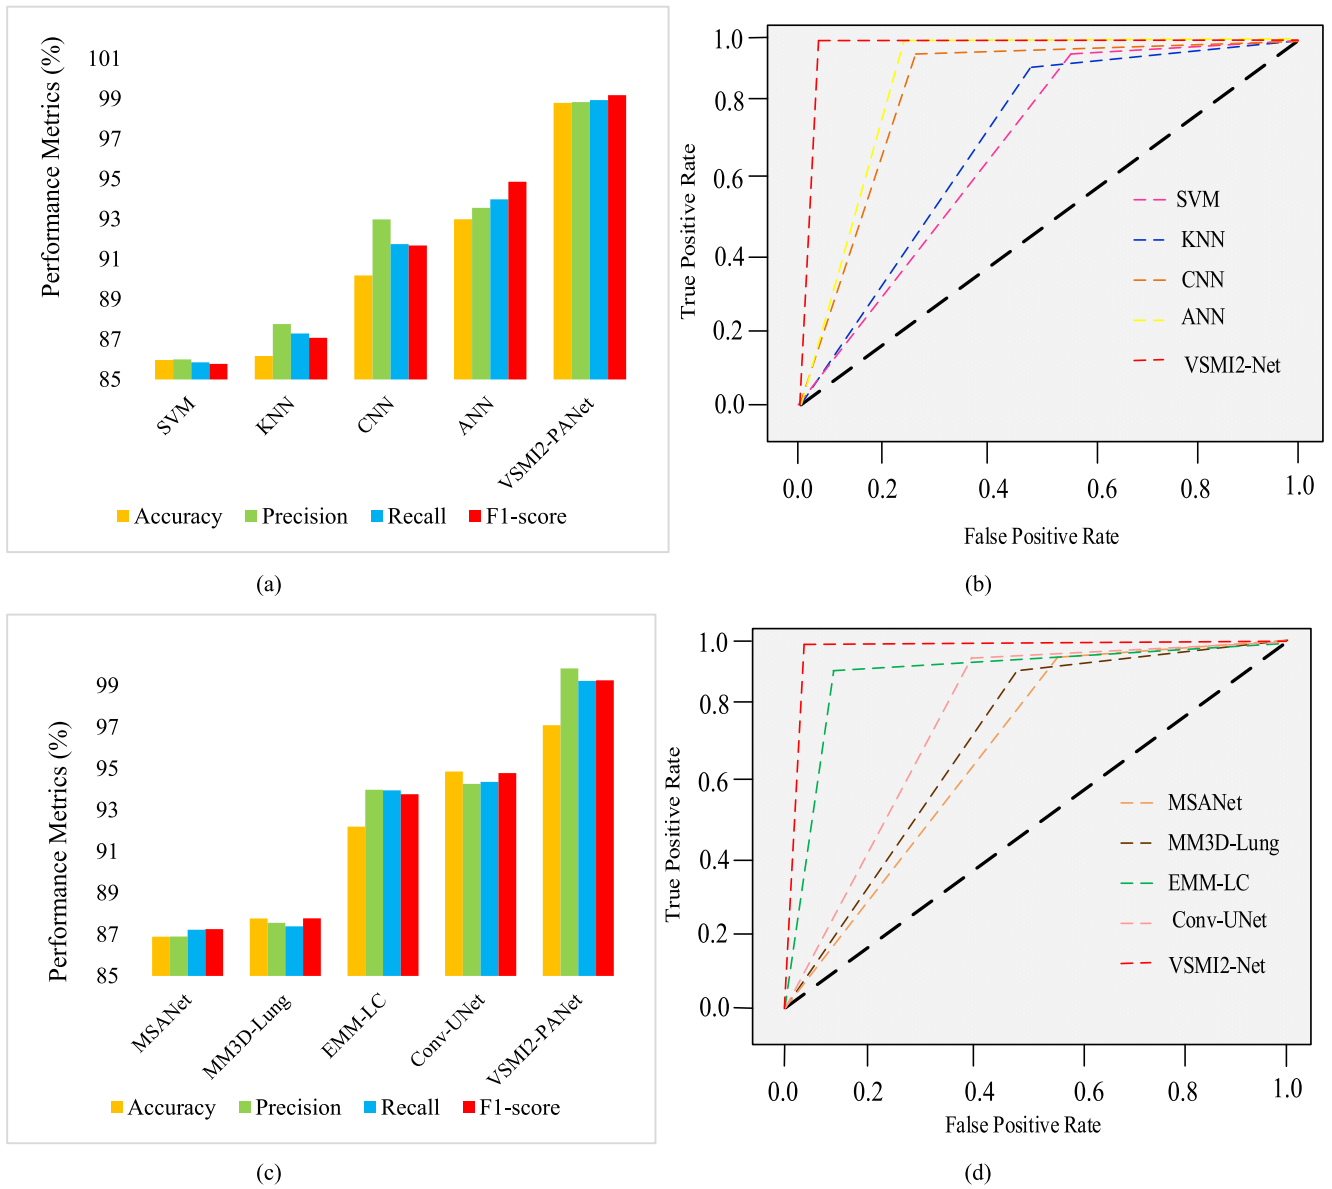 Performance Metrics (%)
101
99
97
95
93
91
89
87
85
SVM
KNN
CNN
ANN
VSMI2-PANet
Accuracy Precision Recall F1-score
(a)
True Positive Rate
1.0
0.8
0.6
0.4
0.2
0.0
SVM
KNN
CNN
ANN
VSMI2-Net
0.0 0.2 0.4 0.6 0.8 1.0
False Positive Rate
(b)
Performance Metrics (%)
99
97
95
93
91
89
87
85
MSANet
MM3D-Lung
EMM-LC
Conv-UNet
VSMI2-PANet
Accuracy Precision Recall F1-score
(c)
True Positive Rate
1.0
0.8
0.6
0.4
0.2
0.0
MSANet
MM3D-Lung
EMM-LC
Conv-UNet
VSMI2-Net
0.0 0.2 0.4 0.6 0.8 1.0
False Positive Rate
(d)